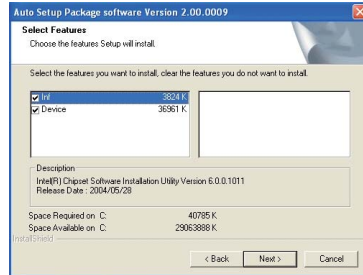 Auto Setup Package software Version 2.00.0009
Select Features
Choose the features Setup will install.
Select the features you want to install, clear the features you do not want to install.
Inf 3824 K
Device 36961 K
Description
Intel(R) Chipset Software Installation Utility Version 6.0.0.1011
Release Date : 2004/05/28
Space Required on C: 40785 K
Space Available on C: 29063888 K
InstallShield
< Back Next > Cancel